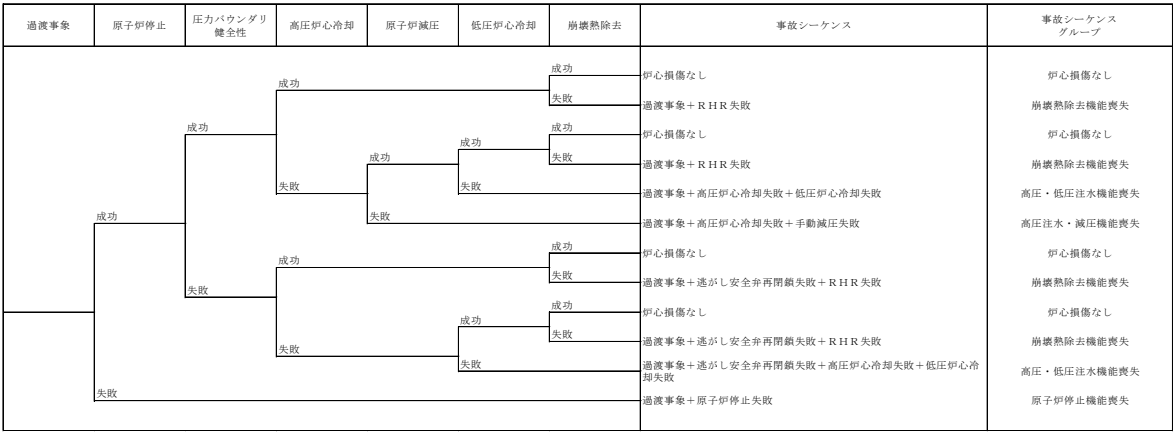 過渡事象
原子炉停止
圧力バウンダリ
健全性
高圧炉心冷却
原子炉減圧
低圧炉心冷却
崩壊熱除去
事故シーケンス
事故シーケンス
グループ
成功
炉心損傷なし
炉心損傷なし
成功
失敗
過渡事象+RHR失敗
崩壊熱除去機能喪失
成功
成功
炉心損傷なし
炉心損傷なし
成功
成功
失敗
過渡事象+RHR失敗
崩壊熱除去機能喪失
失敗
失敗
過渡事象+高圧炉心冷却失敗+低圧炉心冷却失敗
高圧・低圧注水機能喪失
成功
失敗
過渡事象+高圧炉心冷却失敗+手動減圧失敗
高圧注水・減圧機能喪失
成功
炉心損傷なし
炉心損傷なし
成功
失敗
過渡事象+逃がし安全弁再閉鎖失敗+RHR失敗
崩壊熱除去機能喪失
失敗
成功
炉心損傷なし
炉心損傷なし
成功
失敗
過渡事象+逃がし安全弁再閉鎖失敗+RHR失敗
崩壊熱除去機能喪失
失敗
失敗
過渡事象+逃がし安全弁再閉鎖失敗+高圧炉心冷却失敗+低圧炉心冷
却失敗
高圧・低圧注水機能喪失
失敗
過渡事象+原子炉停止失敗
原子炉停止機能喪失